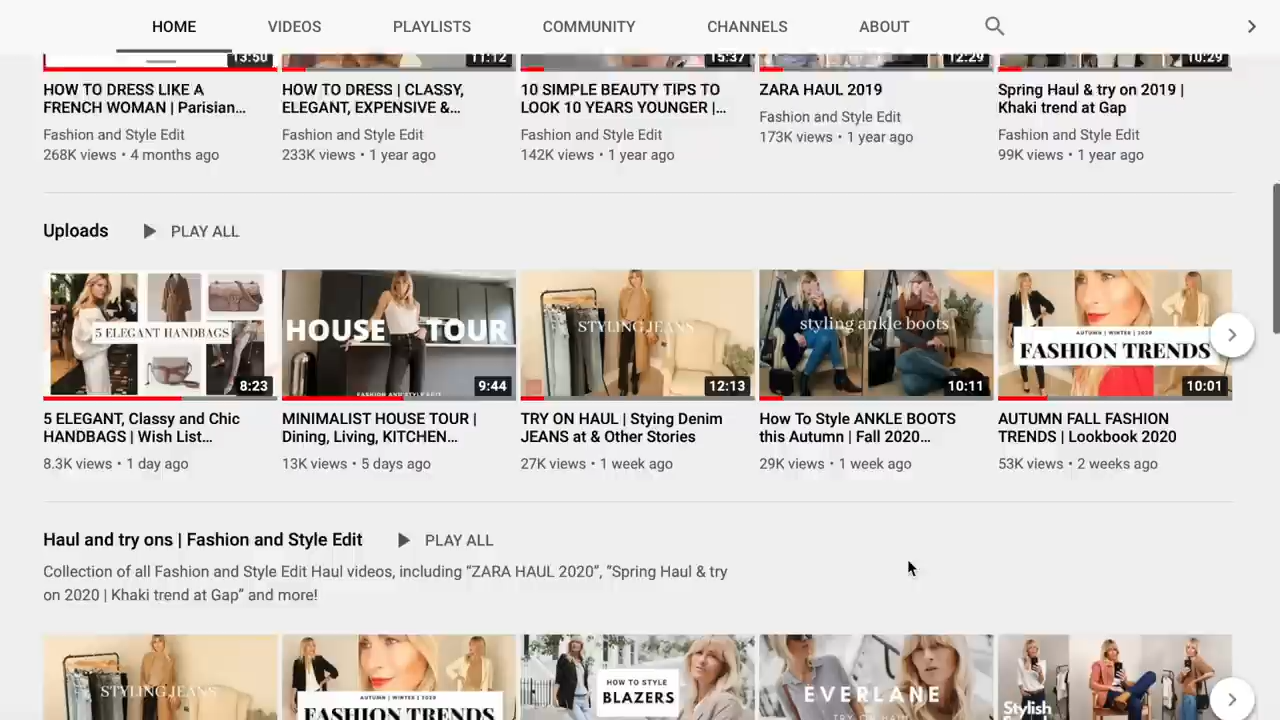 HOME VIDEOS PLAYLISTS COMMUNITY CHANNELS ABOUT
13:50 11:12 15:37 12:29 10:29
HOW TO DRESS LIKE A
FRENCH WOMAN | Parisian...
Fashion and Style Edit
268K views • 4 months ago
HOW TO DRESS | CLASSY,
ELEGANT, EXPENSIVE &...
Fashion and Style Edit
233K views • 1 year ago
10 SIMPLE BEAUTY TIPS TO
LOOK 10 YEARS YOUNGER |...
Fashion and Style Edit
142K views • 1 year ago
ZARA HAUL 2019
Fashion and Style Edit
173K views • 1 year ago
Spring Haul & try on 2019 |
Khaki trend at Gap
Fashion and Style Edit
99K views • 1 year ago
Uploads PLAY ALL
5 ELEGANT HANDBAGS
8:23
5 ELEGANT, Classy and Chic
HANDBAGS | Wish List...
8.3K views • 1 day ago
HOUSE TOUR
FASHION AND STYLE EDIT
9:44
MINIMALIST HOUSE TOUR |
Dining, Living, KITCHEN...
13K views • 5 days ago
STYLING JEANS
12:13
TRY ON HAUL | Stying Denim
JEANS at & Other Stories
27K views • 1 week ago
styling ankle boots
10:11
How To Style ANKLE BOOTS
this Autumn | Fall 2020...
29K views • 1 week ago
AUTUMN | WINTER | 2020
FASHION TRENDS
10:01
AUTUMN FALL FASHION
TRENDS | Lookbook 2020
53K views • 2 weeks ago
Haul and try ons | Fashion and Style Edit PLAY ALL
Collection of all Fashion and Style Edit Haul videos, including “ZARA HAUL 2020”, “Spring Haul & try
on 2020 | Khaki trend at Gap” and more!
STYLING JEANS
AUTUMN | WINTER | 2020
FASHION TRENDS
HOW TO STYLE
BLAZERS
EVERLANE
TRY ON HAUL
Stylish